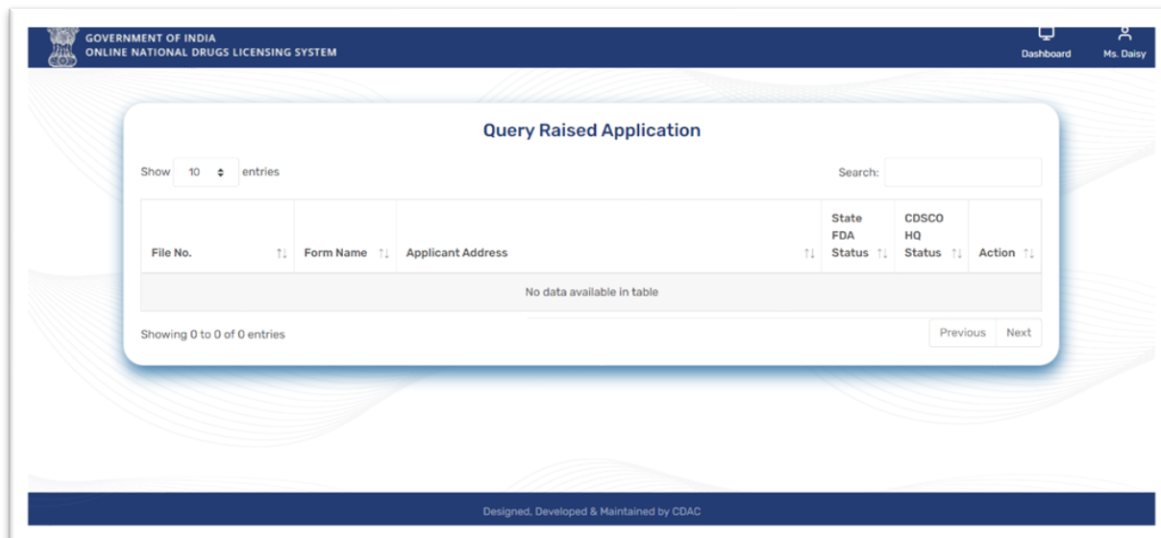 GOVERNMENT OF INDIA
ONLINE NATIONAL DRUGS LICENSING SYSTEM
Dashboard
Ms. Daisy
Query Raised Application
Show 10 entries
Search:
File No.
Form Name
Applicant Address
State FDA Status
CDSCO HQ Status
Action
No data available in table
Showing 0 to 0 of 0 entries
Previous Next
Designed, Developed & Maintained by CDAC